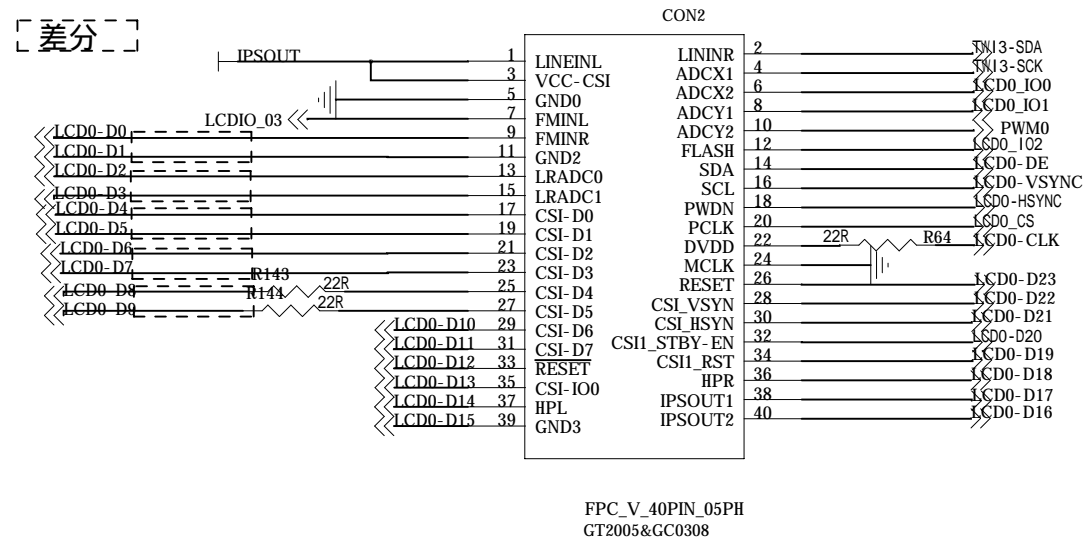 CON2
差分
IPSOUT 1 LINEINL LININR 2 TWI3-SDA
3 VCC-CSI ADCX1 4 TWI3-SCK
5 GND0 ADCX2 6 LCD0_IO0
LCDIO_03 7 FMINL ADCY1 8 LCD0_IO1
LCD0-D0 9 FMINR ADCY2 10 PWM0
LCD0-D1 11 GND2 FLASH 12 LCD0_IO2
LCD0-D2 13 LRADC0 SDA 14 LCD0-DE
LCD0-D3 15 LRADC1 SCL 16 LCD0-VSYNC
LCD0-D4 17 CSI-D0 PWDN 18 LCD0-HSYNC
LCD0-D5 19 CSI-D1 PCLK 20 LCD0_CS
LCD0-D6 21 CSI-D2 DVDD 22 22R R64 LCD0-CLK
LCD0-D7 23 CSI-D3 MCLK 24
LCD0-D8 R143 22R 25 CSI-D4 RESET 26 LCD0-D23
LCD0-D9 R144 22R 27 CSI-D5 CSI_VSYN 28 LCD0-D22
LCD0-D10 29 CSI-D6 CSI_HSYN 30 LCD0-D21
LCD0-D11 31 CSI-D7 CSI1_STBY-EN 32 LCD0-D20
LCD0-D12 33 RESET CSI1_RST 34 LCD0-D19
LCD0-D13 35 CSI-IO0 HPR 36 LCD0-D18
LCD0-D14 37 HPL IPSOUT1 38 LCD0-D17
LCD0-D15 39 GND3 IPSOUT2 40 LCD0-D16
FPC_V_40PIN_05PH
GT2005&GC0308